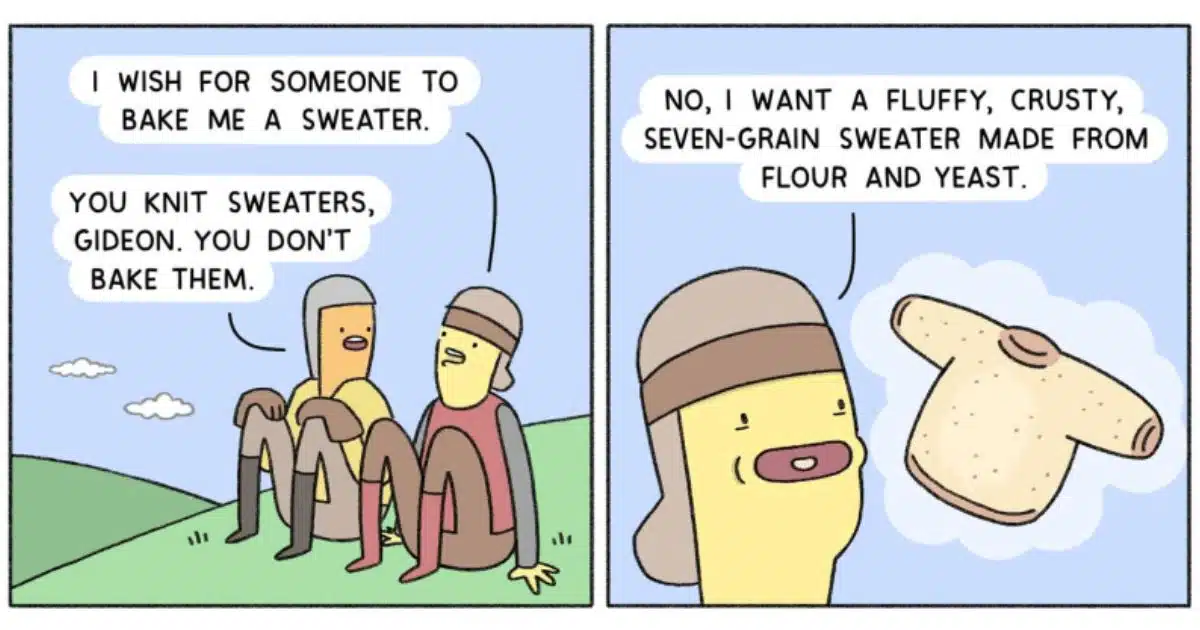 I WISH FOR SOMEONE TO
BAKE ME A SWEATER.
YOU KNIT SWEATERS,
GIDEON. YOU DON'T
BAKE THEM.
NO, I WANT A FLUFFY, CRUSTY,
SEVEN-GRAIN SWEATER MADE FROM
FLOUR AND YEAST.